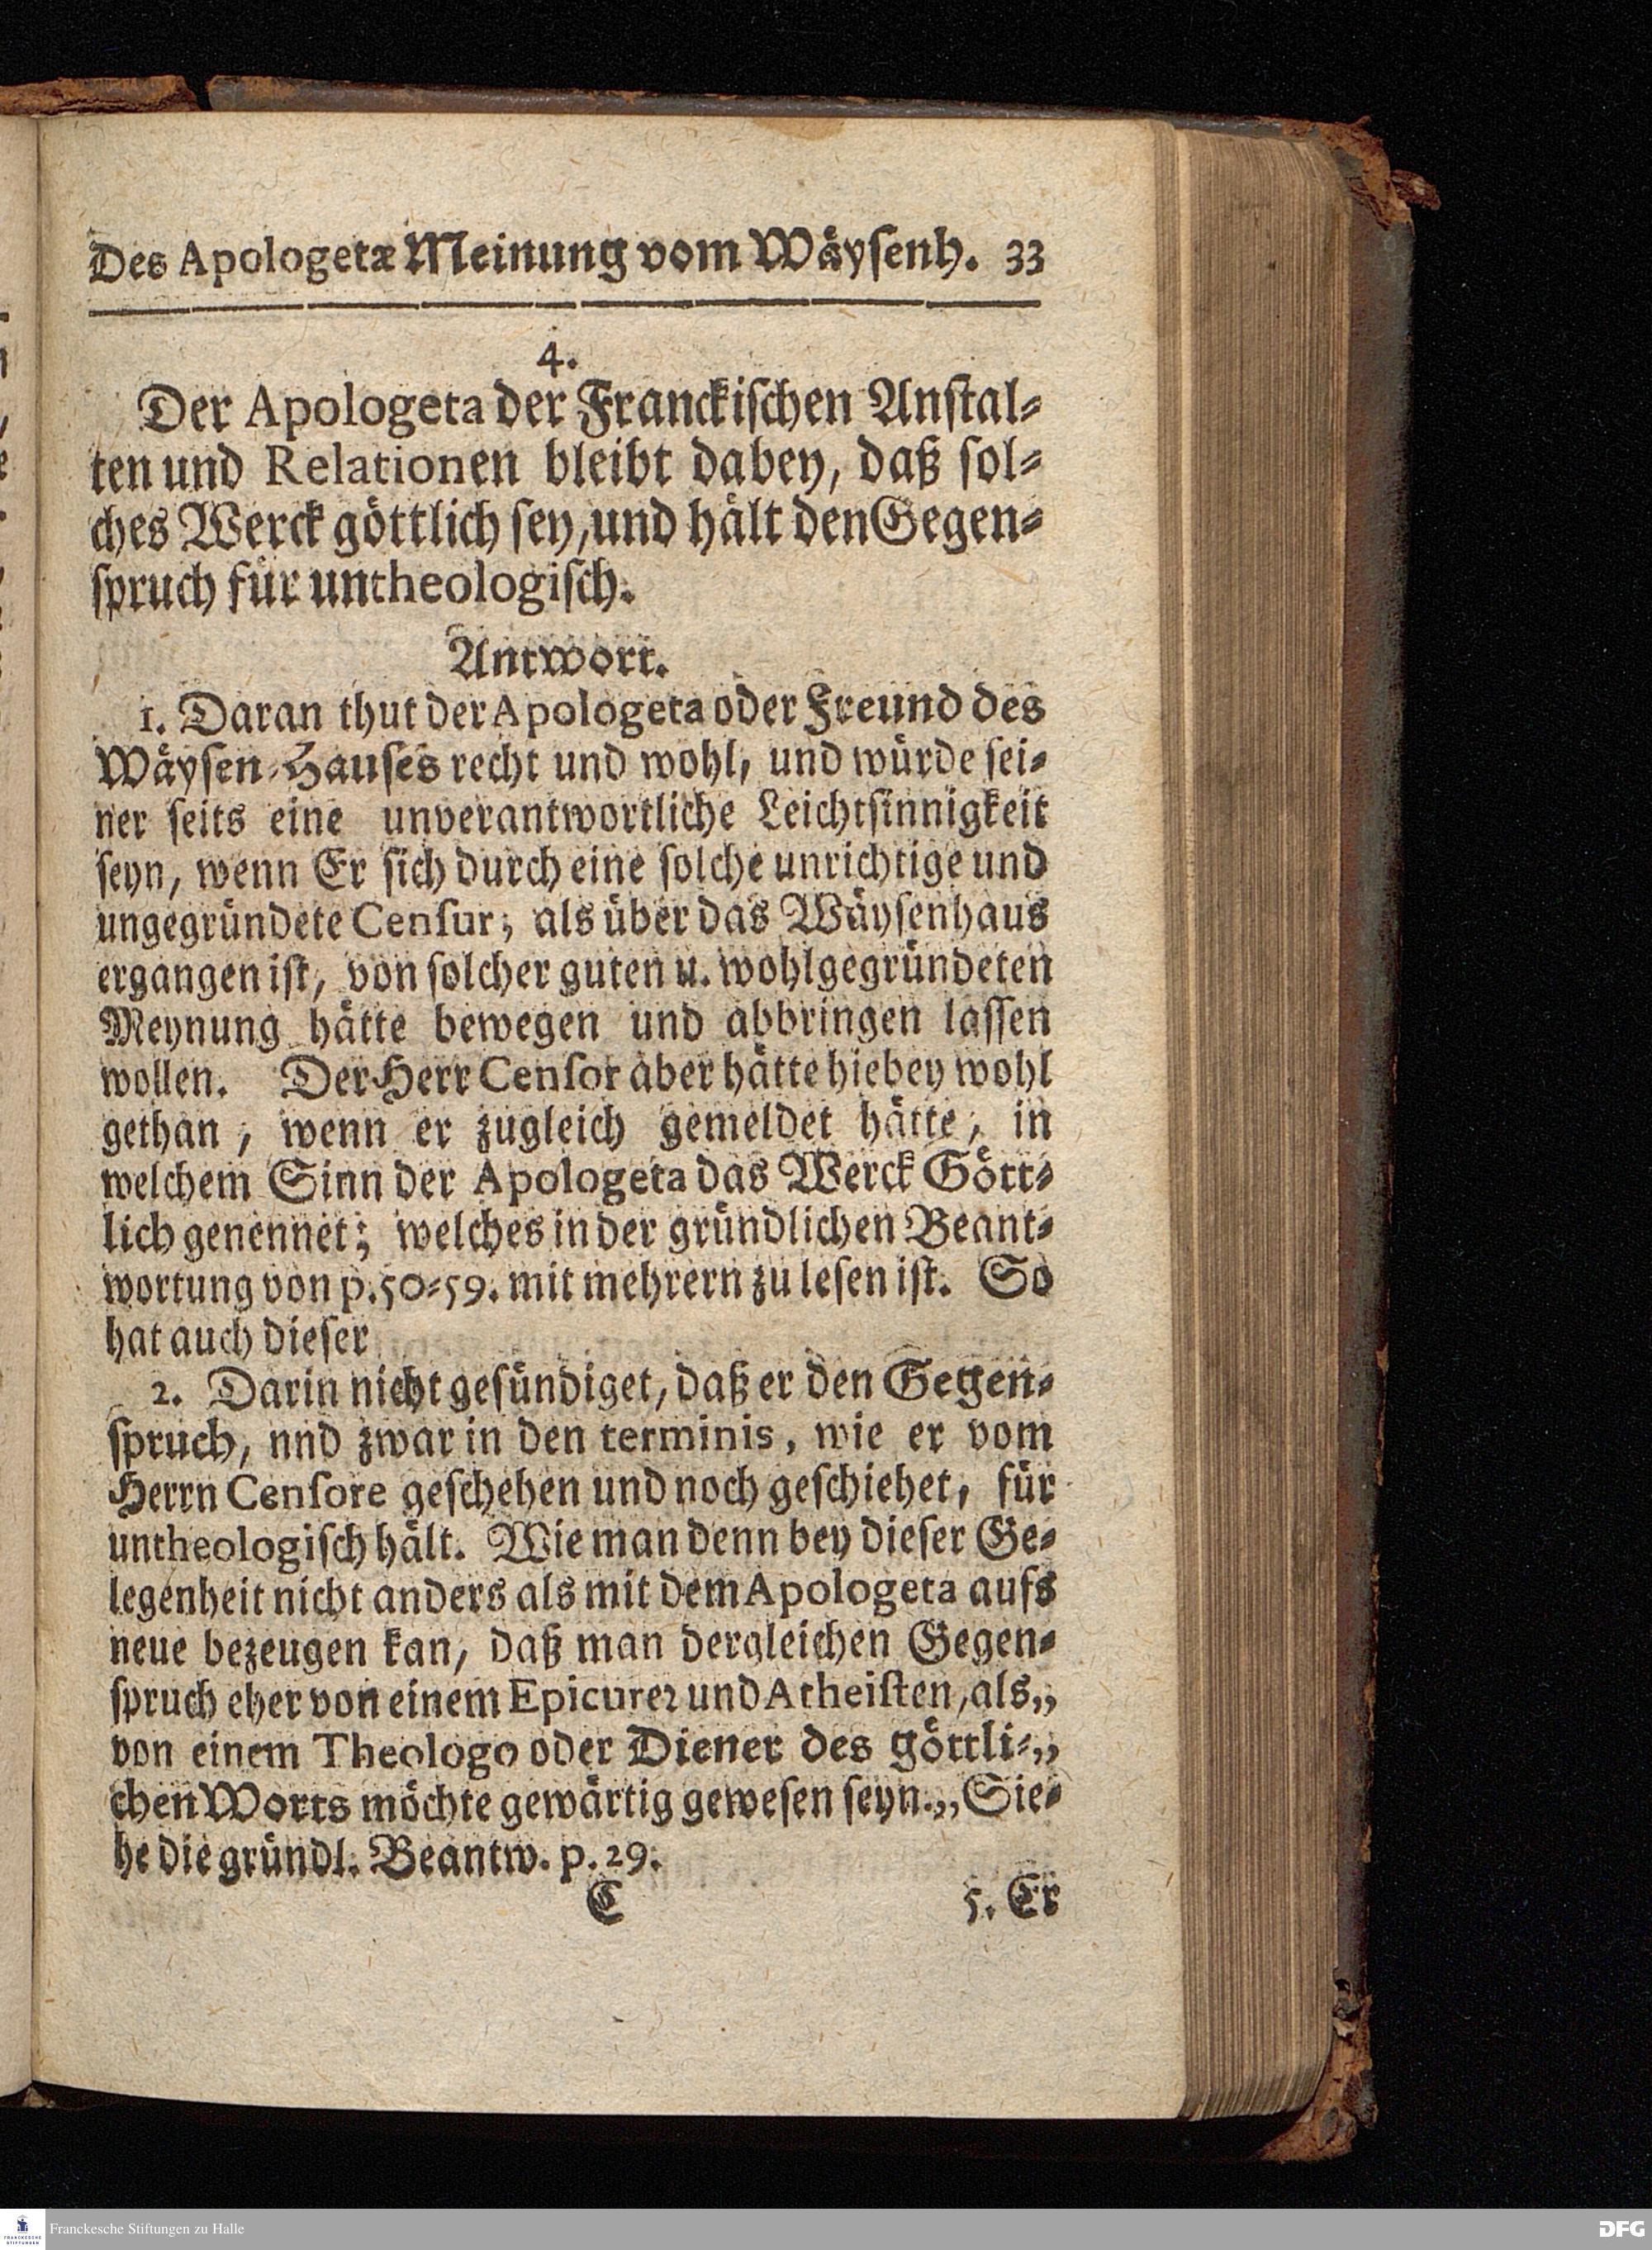 Des Apologetæ Meinung vom Wäysenh. 33
4.
Der Apologeta der Franckischen Anstal-
ten und Relationen bleibt dabey, daß sol-
ches Werck göttlich sey, und hält den Gegen-
spruch für untheologisch.
Antwort.
1. Daran thut der Apologeta oder Freund des
Wäysen-Hauses recht und wohl, und würde sei-
ner seits eine unverantwortliche Leichtsinnigkeit
seyn, wenn Er sich durch eine solche unrichtige und
ungegründete Censur, als über das Wäysenhaus
ergangen ist, von solcher guten u. wohlgegründeten
Meynung hätte bewegen und abbringen lassen
wollen. Der Herr Censor aber hätte hiebey wohl
gethan, wenn er zugleich gemeldet hätte, in
welchem Sinn der Apologeta das Werck Gött-
lich genennet; welches in der gründlichen Beant-
wortung von p. 50-59. mit mehrern zu lesen ist. So
hat auch dieser
2. Darin nicht gesündiget, daß er den Gegen-
spruch, nnd zwar in den terminis, wie er vom
Herrn Censore geschehen und noch geschiehet, für
untheologisch hält. Wie man denn bey dieser Ge-
legenheit nicht anders als mit dem Apologeta aufs
neue bezeugen kan, daß man dergleichen Gegen-
spruch eher von einem Epicurer und Atheisten, als„
von einem Theologo oder Diener des göttli-„
chen Worts möchte gewärtig gewesen seyn.„ Sie-
he die gründl. Beantw. p. 29.
C 5. Er
Franckesche Stiftungen zu Halle
FRANCKESCHE STIFTUNGEN
DFG